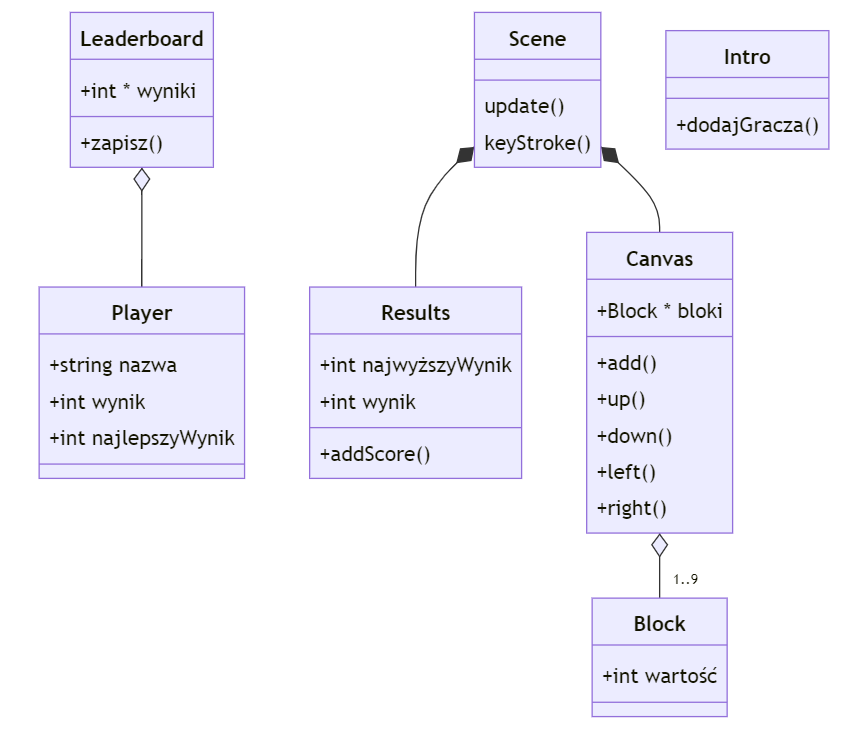 Leaderboard
+int * wyniki
+zapisz()
Scene
update()
keyStroke()
Intro
+dodajGracza()
Player
+string nazwa
+int wynik
+int najlepszyWynik
Results
+int najwyższyWynik
+int wynik
+addScore()
Canvas
+Block * bloki
+add()
+up()
+down()
+left()
+right()
1..9
Block
+int wartość